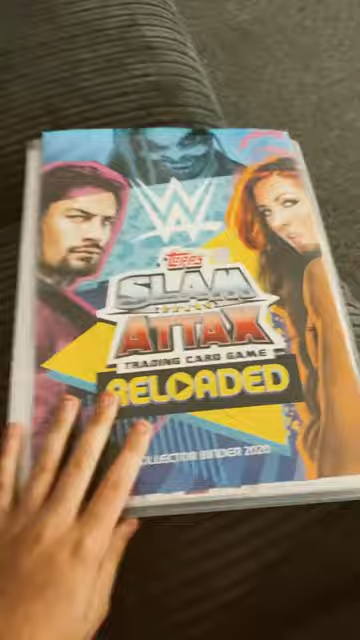 W
TOPPS
SLAM
ATTAX
TRADING CARD GAME
RELOADED
COLLECTOR BINDER 2020